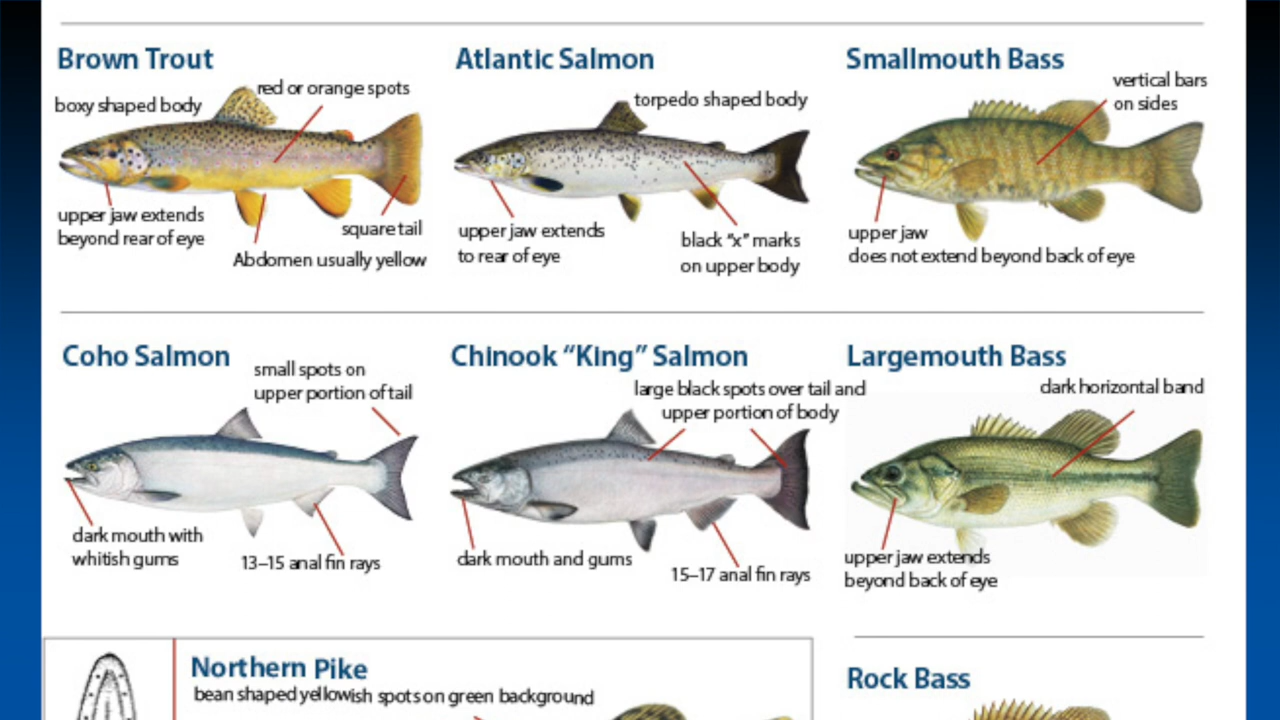 Brown Trout
boxy shaped body
red or orange spots
upper jaw extends
beyond rear of eye
square tail
Abdomen usually yellow
Atlantic Salmon
torpedo shaped body
upper jaw extends
to rear of eye
black “x” marks
on upper body
Smallmouth Bass
vertical bars
on sides
upper jaw
does not extend beyond back of eye
Coho Salmon
small spots on
upper portion of tail
dark mouth with
whitish gums
13–15 anal fin rays
Chinook “King” Salmon
large black spots over tail and
upper portion of body
dark mouth and gums
15–17 anal fin rays
Largemouth Bass
dark horizontal band
upper jaw extends
beyond back of eye
Northern Pike
bean shaped yellowish spots on green background
Rock Bass